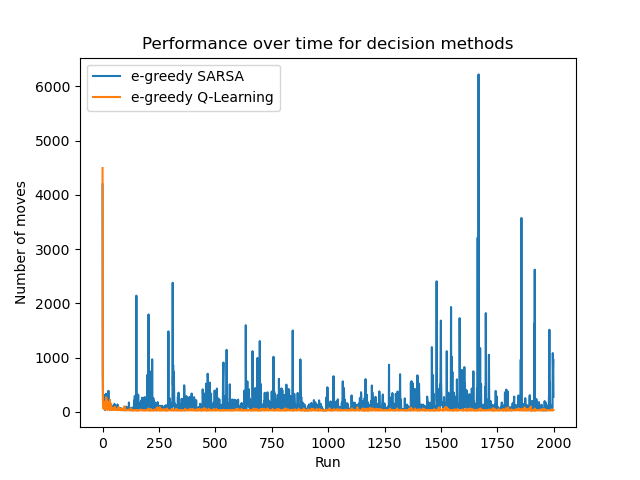 Performance over time for decision methods
e-greedy SARSA
e-greedy Q-Learning
Number of moves
6000
5000
4000
3000
2000
1000
0
0 250 500 750 1000 1250 1500 1750 2000
Run